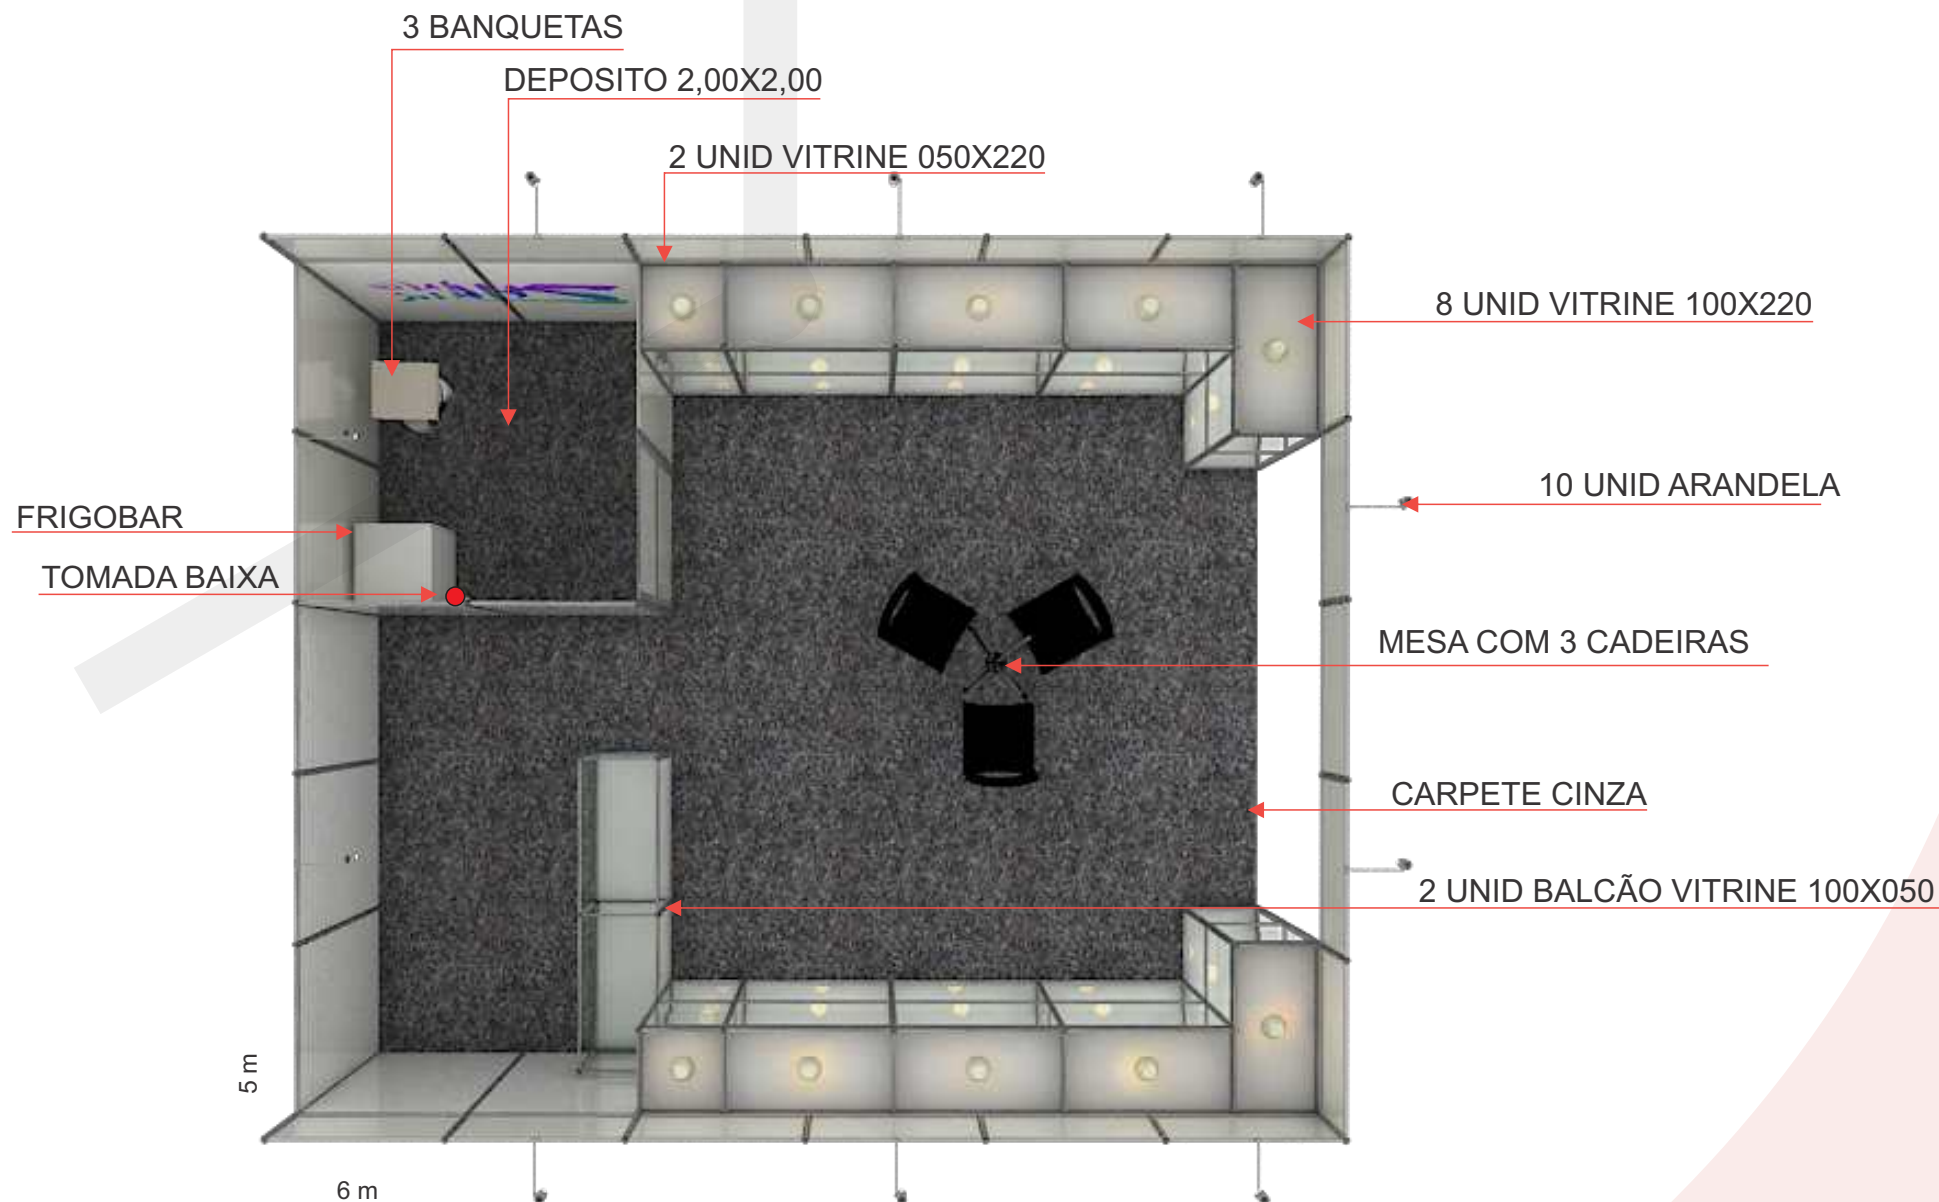 3 BANQUETAS
DEPOSITO 2,00X2,00
2 UNID VITRINE 050X220
8 UNID VITRINE 100X220
10 UNID ARANDELA
FRIGOBAR
TOMADA BAIXA
MESA COM 3 CADEIRAS
CARPETE CINZA
2 UNID BALCÃO VITRINE 100X050
5 m
6 m